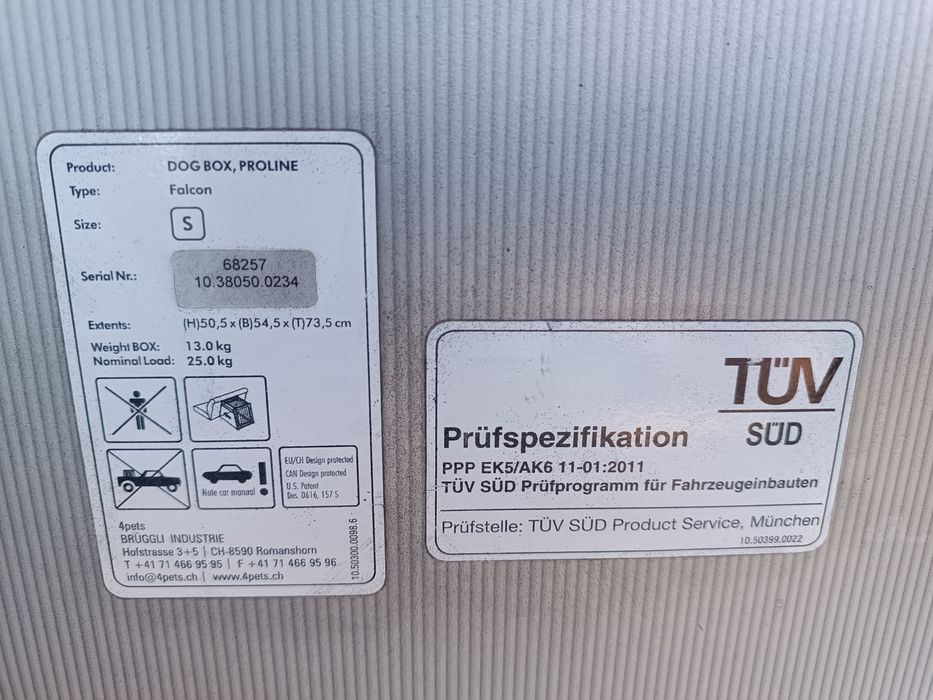 Product: DOG BOX, PROLINE
Type: Falcon
Size: S
Serial Nr.: 68257
10.38050.0234
Extents: (H)50,5 x (B)54,5 x (T)73,5 cm
Weight BOX: 13.0 kg
Nominal Load: 25.0 kg
Note car manual !
EU/CH Design protected
CAN Design protected
U.S. Patent
Des. D616, 157 S
4pets
BRÜGGLI INDUSTRIE
Hofstrasse 3+5 | CH-8590 Romanshorn
T +41 71 466 95 95 | F +41 71 466 95 96
info@4pets.ch | www.4pets.ch
10.50300.0098.6
TÜV
SÜD
Prüfspezifikation
PPP EK5/AK6 11-01:2011
TÜV SÜD Prüfprogramm für Fahrzeugeinbauten
Prüfstelle: TÜV SÜD Product Service, München
10.50399.0022